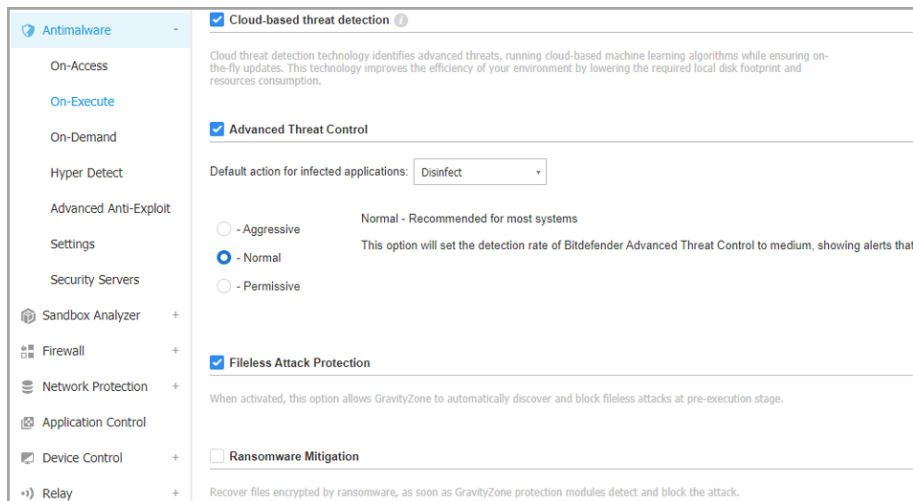 Antimalware -
On-Access
On-Execute
On-Demand
Hyper Detect
Advanced Anti-Exploit
Settings
Security Servers
Sandbox Analyzer +
Firewall +
Network Protection +
Application Control
Device Control +
Relay +
Cloud-based threat detection i
Cloud threat detection technology identifies advanced threats, running cloud-based machine learning algorithms while ensuring on-
the-fly updates. This technology improves the efficiency of your environment by lowering the required local disk footprint and
resources consumption.
Advanced Threat Control
Default action for infected applications: Disinfect
- Aggressive
- Normal
- Permissive
Normal - Recommended for most systems
This option will set the detection rate of Bitdefender Advanced Threat Control to medium, showing alerts that
Fileless Attack Protection
When activated, this option allows GravityZone to automatically discover and block fileless attacks at pre-execution stage.
Ransomware Mitigation
Recover files encrypted by ransomware, as soon as GravityZone protection modules detect and block the attack.